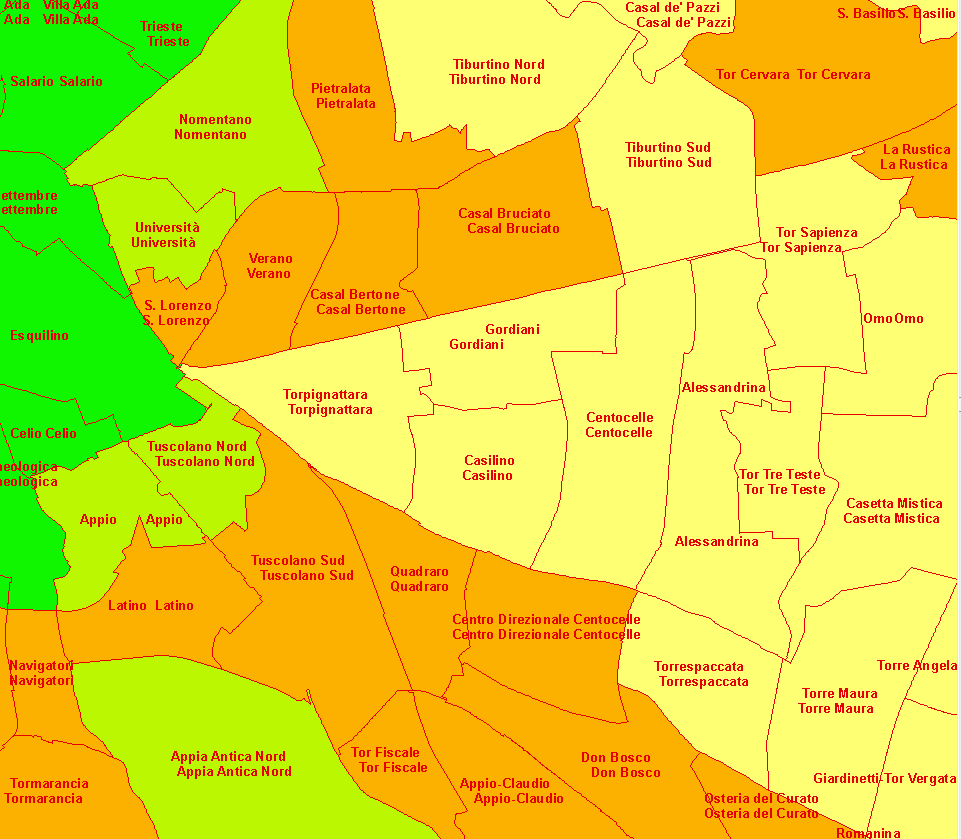 Ada Villa Ada
Ada Villa Ada
Casal de' Pazzi
Casal de' Pazzi
S. Basilio S. Basilio
Trieste
Trieste
Tiburtino Nord
Tiburtino Nord
Tor Cervara Tor Cervara
Salario Salario
Pietralata
Pietralata
Nomentano
Nomentano
Tiburtino Sud
Tiburtino Sud
La Rustica
La Rustica
ettembre
ettembre
Università
Università
Casal Bruciato
Casal Bruciato
Tor Sapienza
Tor Sapienza
Verano
Verano
Casal Bertone
Casal Bertone
S. Lorenzo
S. Lorenzo
Omo Omo
Esquilino
Gordiani
Gordiani
Torpignattara
Torpignattara
Alessandrina
Centocelle
Centocelle
Celio Celio
Tuscolano Nord
Tuscolano Nord
Casilino
Casilino
heologica
heologica
Tor Tre Teste
Tor Tre Teste
Casetta Mistica
Casetta Mistica
Appio Appio
Alessandrina
Tuscolano Sud
Tuscolano Sud
Quadraro
Quadraro
Latino Latino
Centro Direzionale Centocelle
Centro Direzionale Centocelle
Navigatori
Navigatori
Torrespaccata
Torrespaccata
Torre Angela
Torre Maura
Torre Maura
Appia Antica Nord
Appia Antica Nord
Tor Fiscale
Tor Fiscale
Don Bosco
Don Bosco
Tormarancia
Tormarancia
Appio-Claudio
Appio-Claudio
Giardinetti-Tor Vergata
Osteria del Curato
Osteria del Curato
Romanina